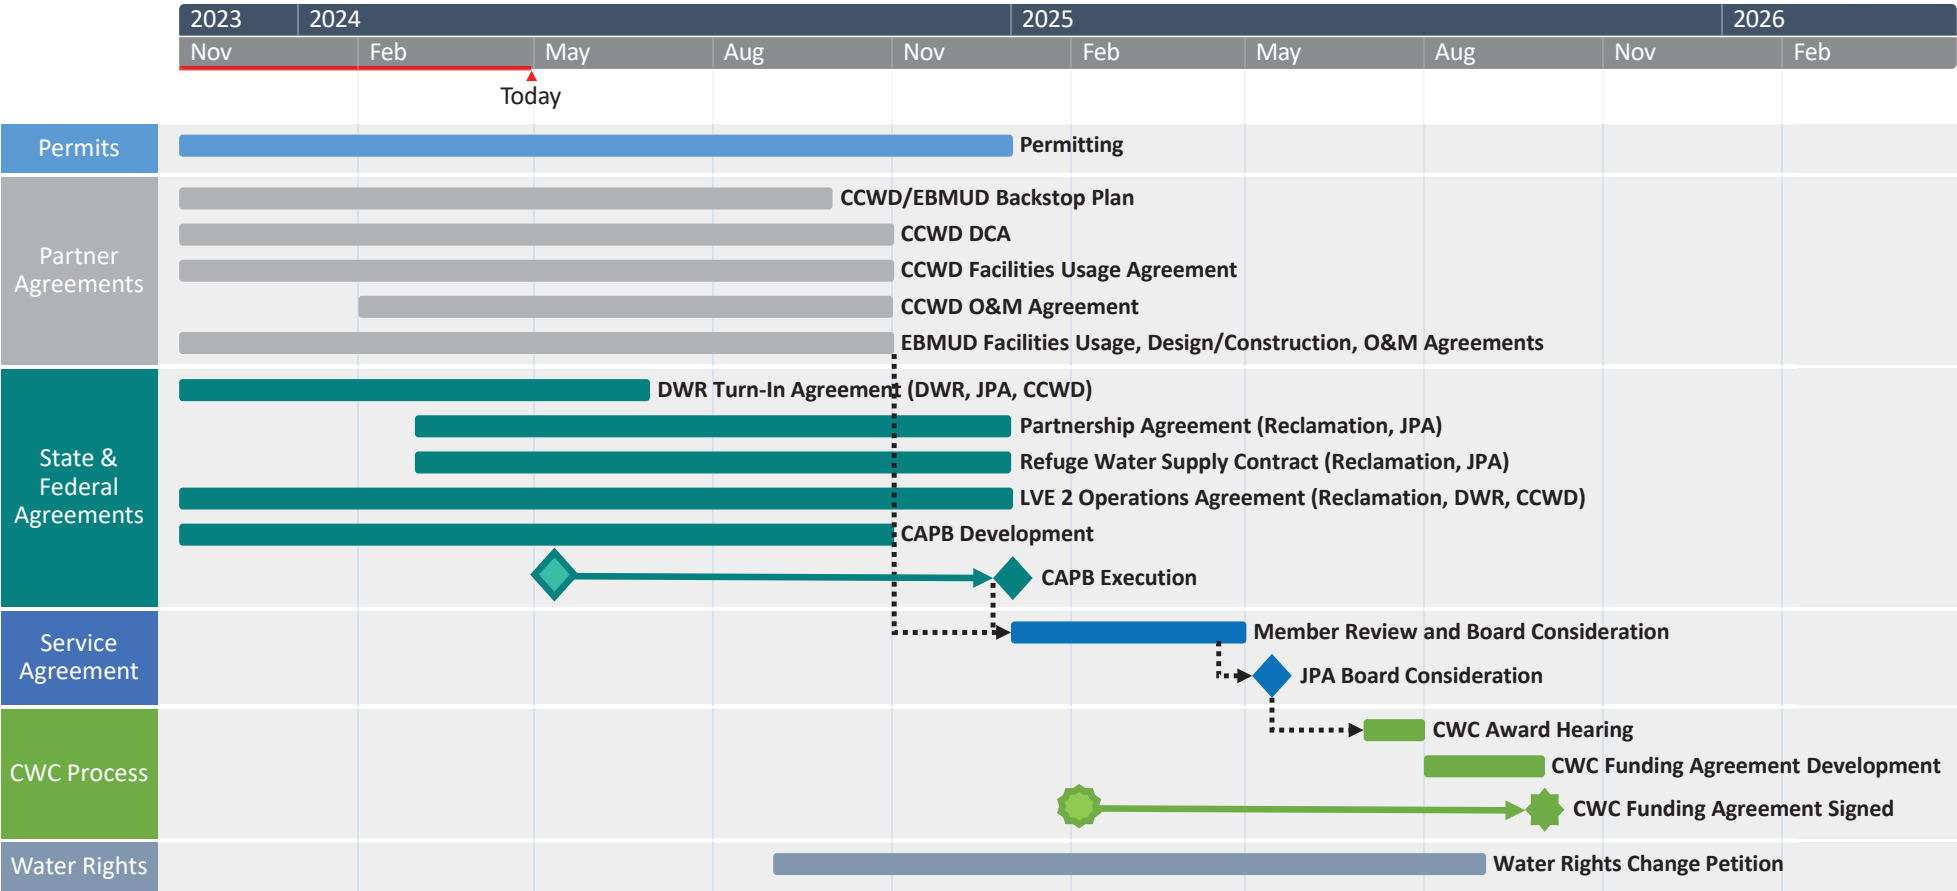 2023 2024 2025 2026
Nov Feb May Aug Nov Feb May Aug Nov Feb
Today
Permits
Permitting
Partner
Agreements
CCWD/EBMUD Backstop Plan
CCWD DCA
CCWD Facilities Usage Agreement
CCWD O&M Agreement
EBMUD Facilities Usage, Design/Construction, O&M Agreements
State &
Federal
Agreements
DWR Turn-In Agreement (DWR, JPA, CCWD)
Partnership Agreement (Reclamation, JPA)
Refuge Water Supply Contract (Reclamation, JPA)
LVE 2 Operations Agreement (Reclamation, DWR, CCWD)
CAPB Development
CAPB Execution
Service
Agreement
Member Review and Board Consideration
JPA Board Consideration
CWC Process
CWC Award Hearing
CWC Funding Agreement Development
CWC Funding Agreement Signed
Water Rights
Water Rights Change Petition